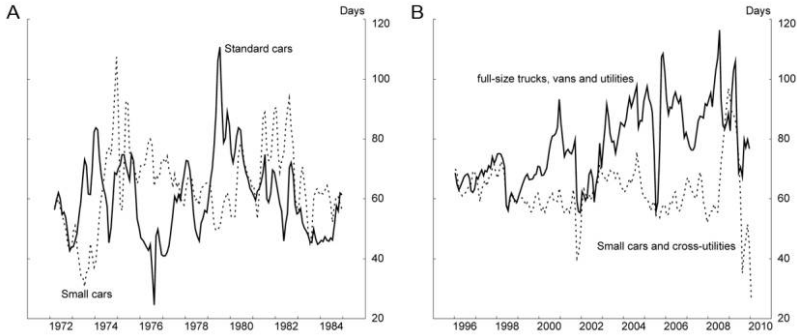 A
Days
120
Standard cars
100
80
60
40
Small cars
20
1972 1974 1976 1978 1980 1982 1984
B
Days
120
full-size trucks, vans and utilities
100
80
60
Small cars and cross-utilities
40
20
1996 1998 2000 2002 2004 2006 2008 2010